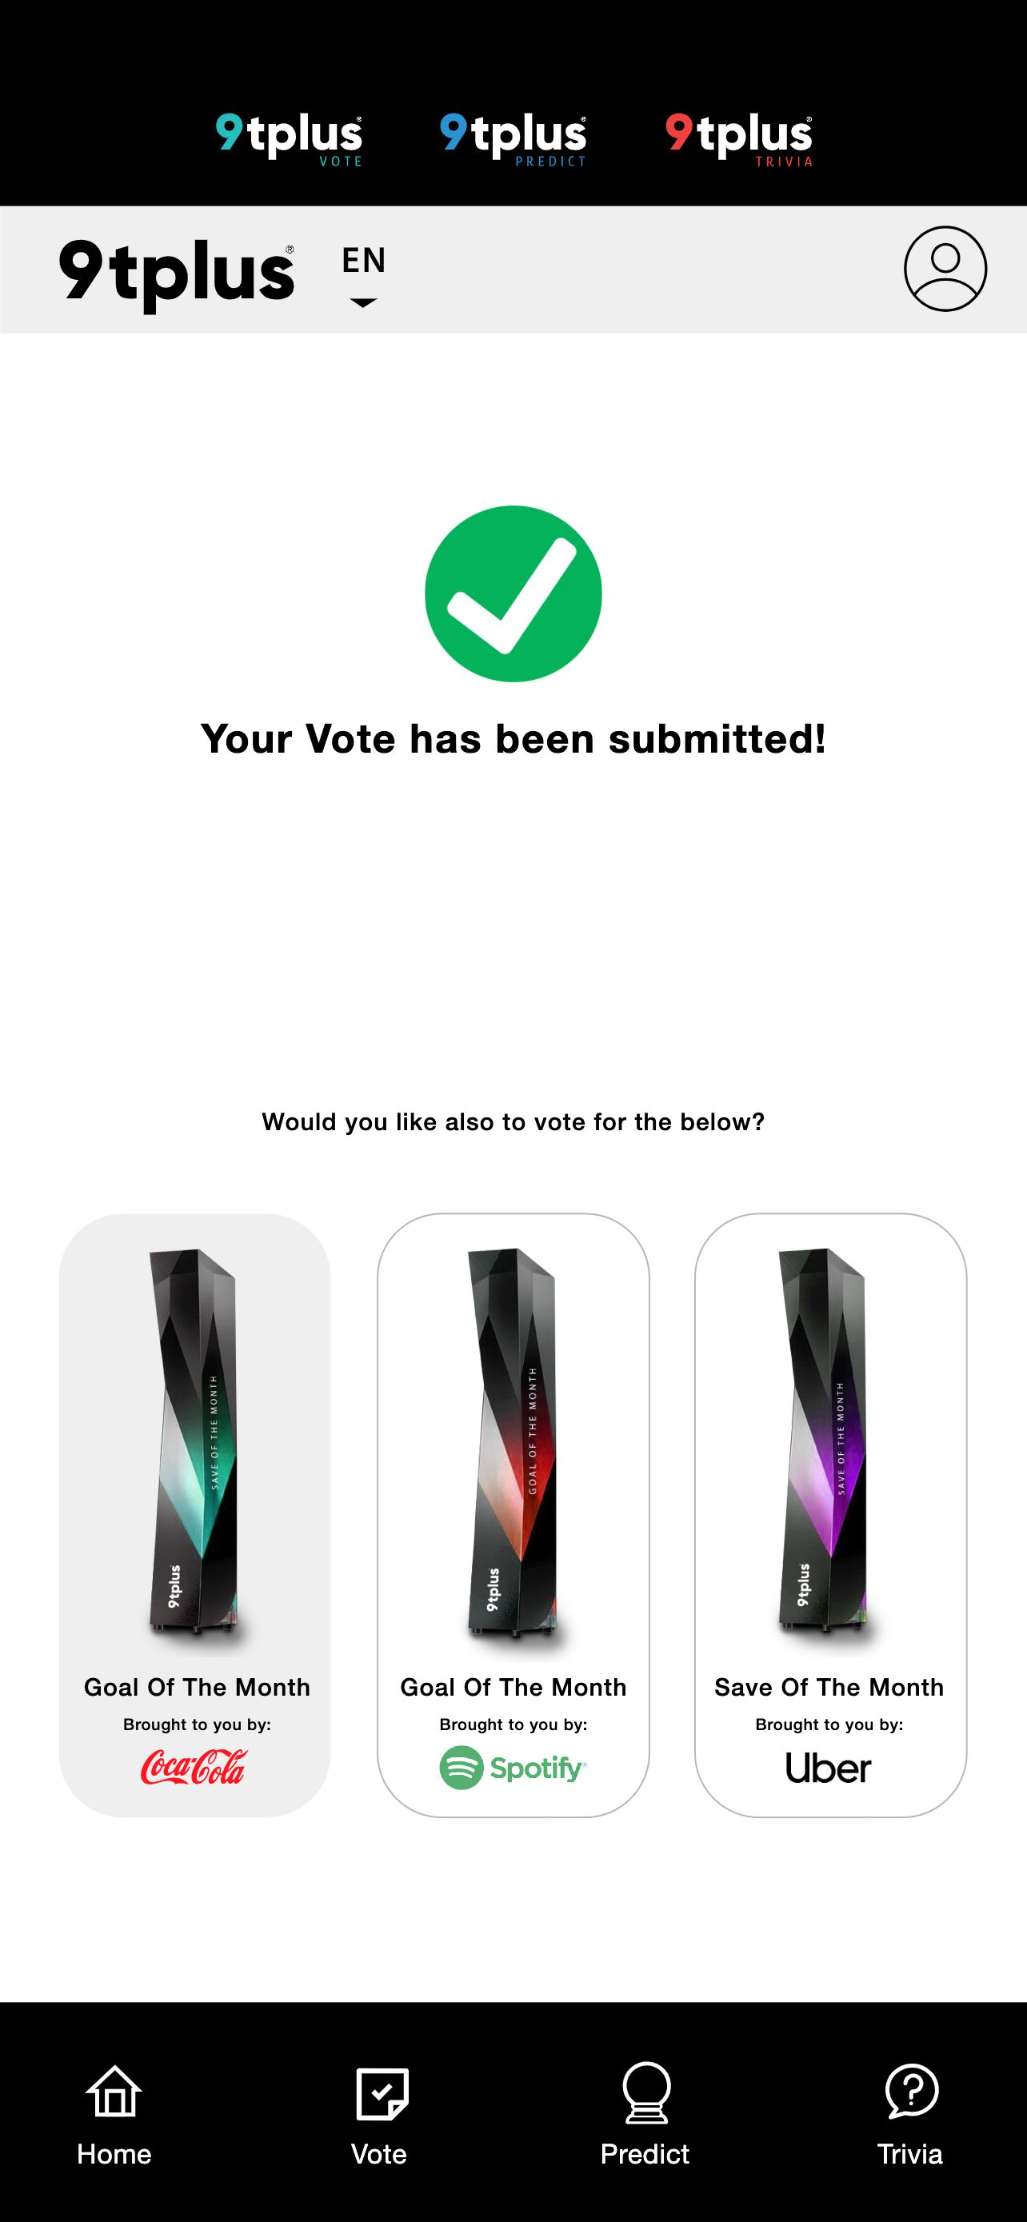 9tplus® 9tplus® 9tplus®
VOTE PREDICT TRIVIA
9tplus® EN
Your Vote has been submitted!
Would you like also to vote for the below?
SAVE OF THE MONTH
9tplus
GOAL OF THE MONTH
9tplus
SAVE OF THE MONTH
9tplus
Goal Of The Month Goal Of The Month Save Of The Month
Brought to you by: Brought to you by: Brought to you by:
Coca-Cola Spotify Uber
Home Vote Predict Trivia